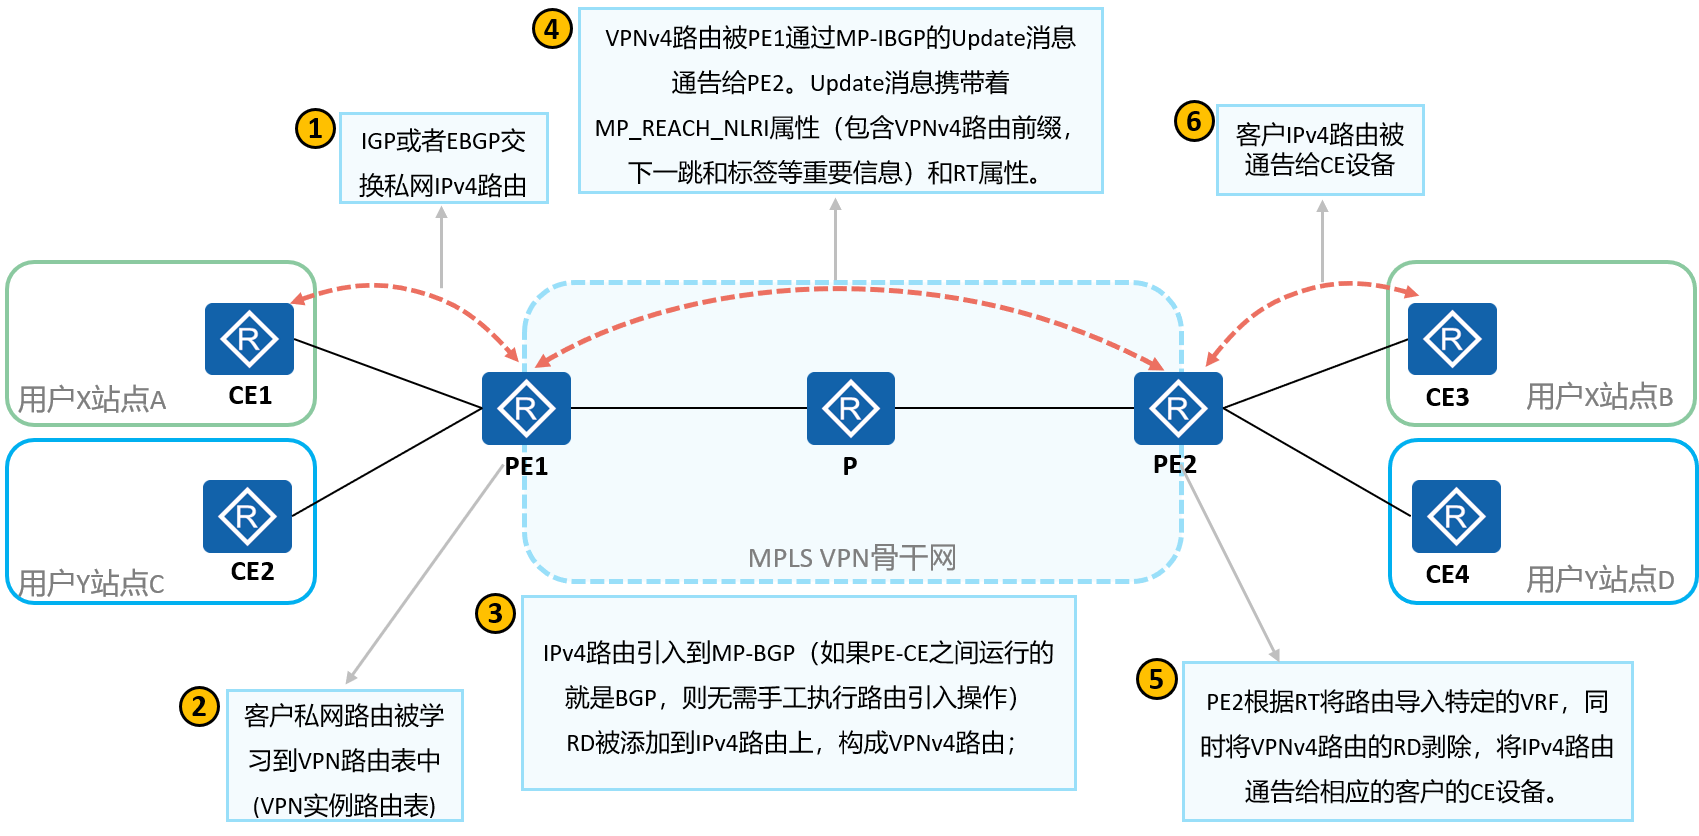 4
VPNv4路由被PE1通过MP-IBGP的Update消息
通告给PE2。Update消息携带着
MP_REACH_NLRI属性（包含VPNv4路由前缀，
下一跳和标签等重要信息）和RT属性。
1
IGP或者EBGP交
换私网IPv4路由
6
客户IPv4路由被
通告给CE设备
R
CE1
用户X站点A
R
CE2
用户Y站点C
R
PE1
R
P
R
PE2
MPLS VPN骨干网
R
CE3
用户X站点B
R
CE4
用户Y站点D
2
客户私网路由被学
习到VPN路由表中
(VPN实例路由表)
3
IPv4路由引入到MP-BGP（如果PE-CE之间运行的
就是BGP，则无需手工执行路由引入操作）
RD被添加到IPv4路由上，构成VPNv4路由；
5
PE2根据RT将路由导入特定的VRF，同
时将VPNv4路由的RD剥除，将IPv4路由
通告给相应的客户的CE设备。